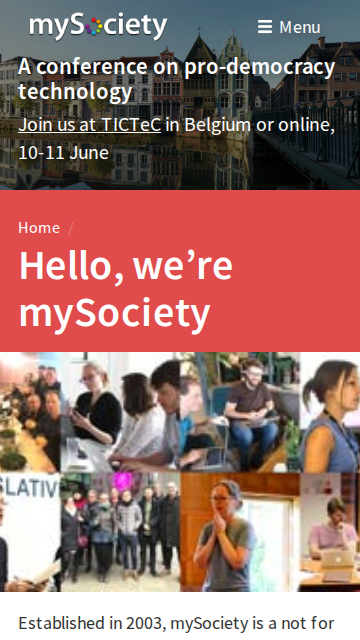 mySociety
Menu
A conference on pro-democracy
technology
Join us at TICTeC in Belgium or online,
10-11 June
Home /
Hello, we’re
mySociety
SLATIV
Established in 2003, mySociety is a not for